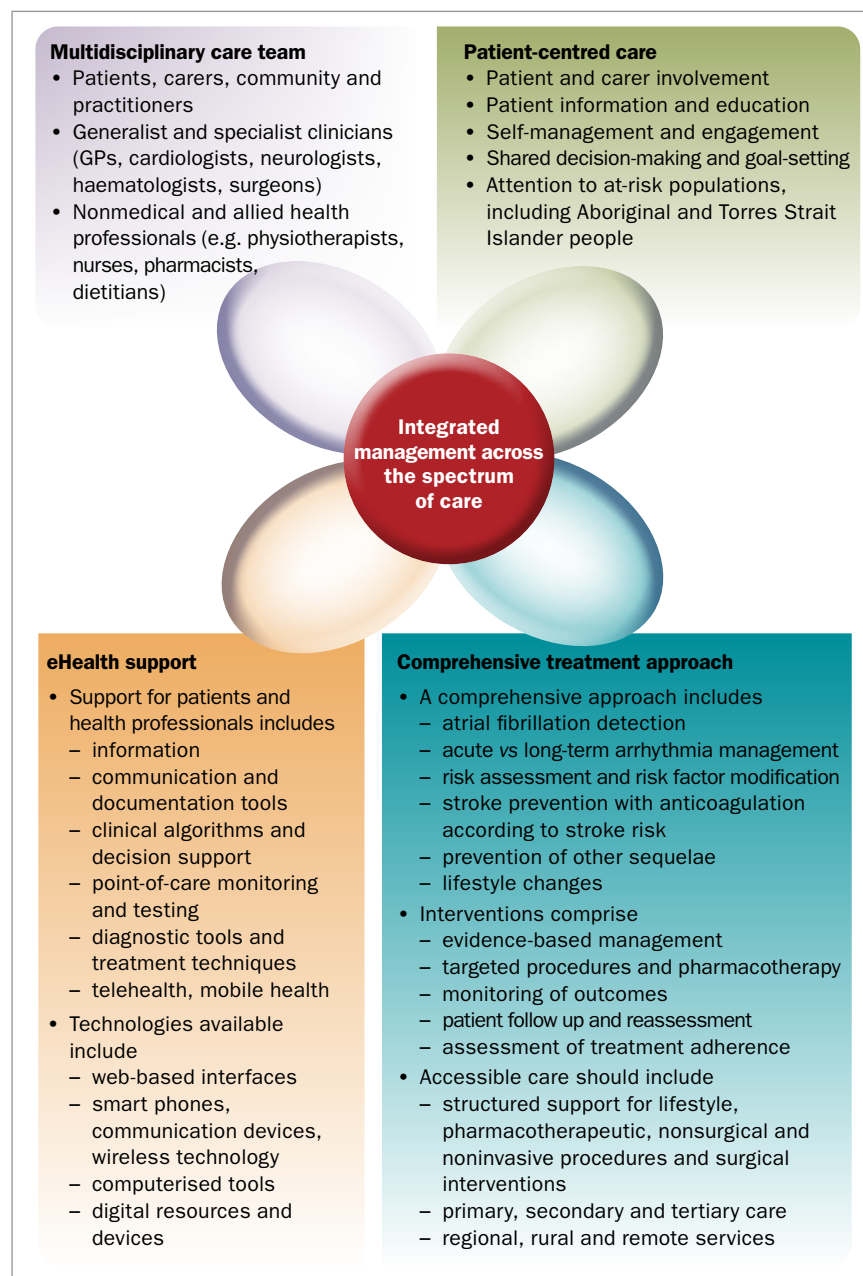 Multidisciplinary care team
• Patients, carers, community and
practitioners
• Generalist and specialist clinicians
(GPs, cardiologists, neurologists,
haematologists, surgeons)
• Nonmedical and allied health
professionals (e.g. physiotherapists,
nurses, pharmacists,
dietitians)
Patient-centred care
• Patient and carer involvement
• Patient information and education
• Self-management and engagement
• Shared decision-making and goal-setting
• Attention to at-risk populations,
including Aboriginal and Torres Strait
Islander people
Integrated
management across
the spectrum
of care
eHealth support
• Support for patients and
health professionals includes
– information
– communication and
documentation tools
– clinical algorithms and
decision support
– point-of-care monitoring
and testing
– diagnostic tools and
treatment techniques
– telehealth, mobile health
• Technologies available
include
– web-based interfaces
– smart phones,
communication devices,
wireless technology
– computerised tools
– digital resources and
devices
Comprehensive treatment approach
• A comprehensive approach includes
– atrial fibrillation detection
– acute vs long-term arrhythmia management
– risk assessment and risk factor modification
– stroke prevention with anticoagulation
according to stroke risk
– prevention of other sequelae
– lifestyle changes
• Interventions comprise
– evidence-based management
– targeted procedures and pharmacotherapy
– monitoring of outcomes
– patient follow up and reassessment
– assessment of treatment adherence
• Accessible care should include
– structured support for lifestyle,
pharmacotherapeutic, nonsurgical and
noninvasive procedures and surgical
interventions
– primary, secondary and tertiary care
– regional, rural and remote services